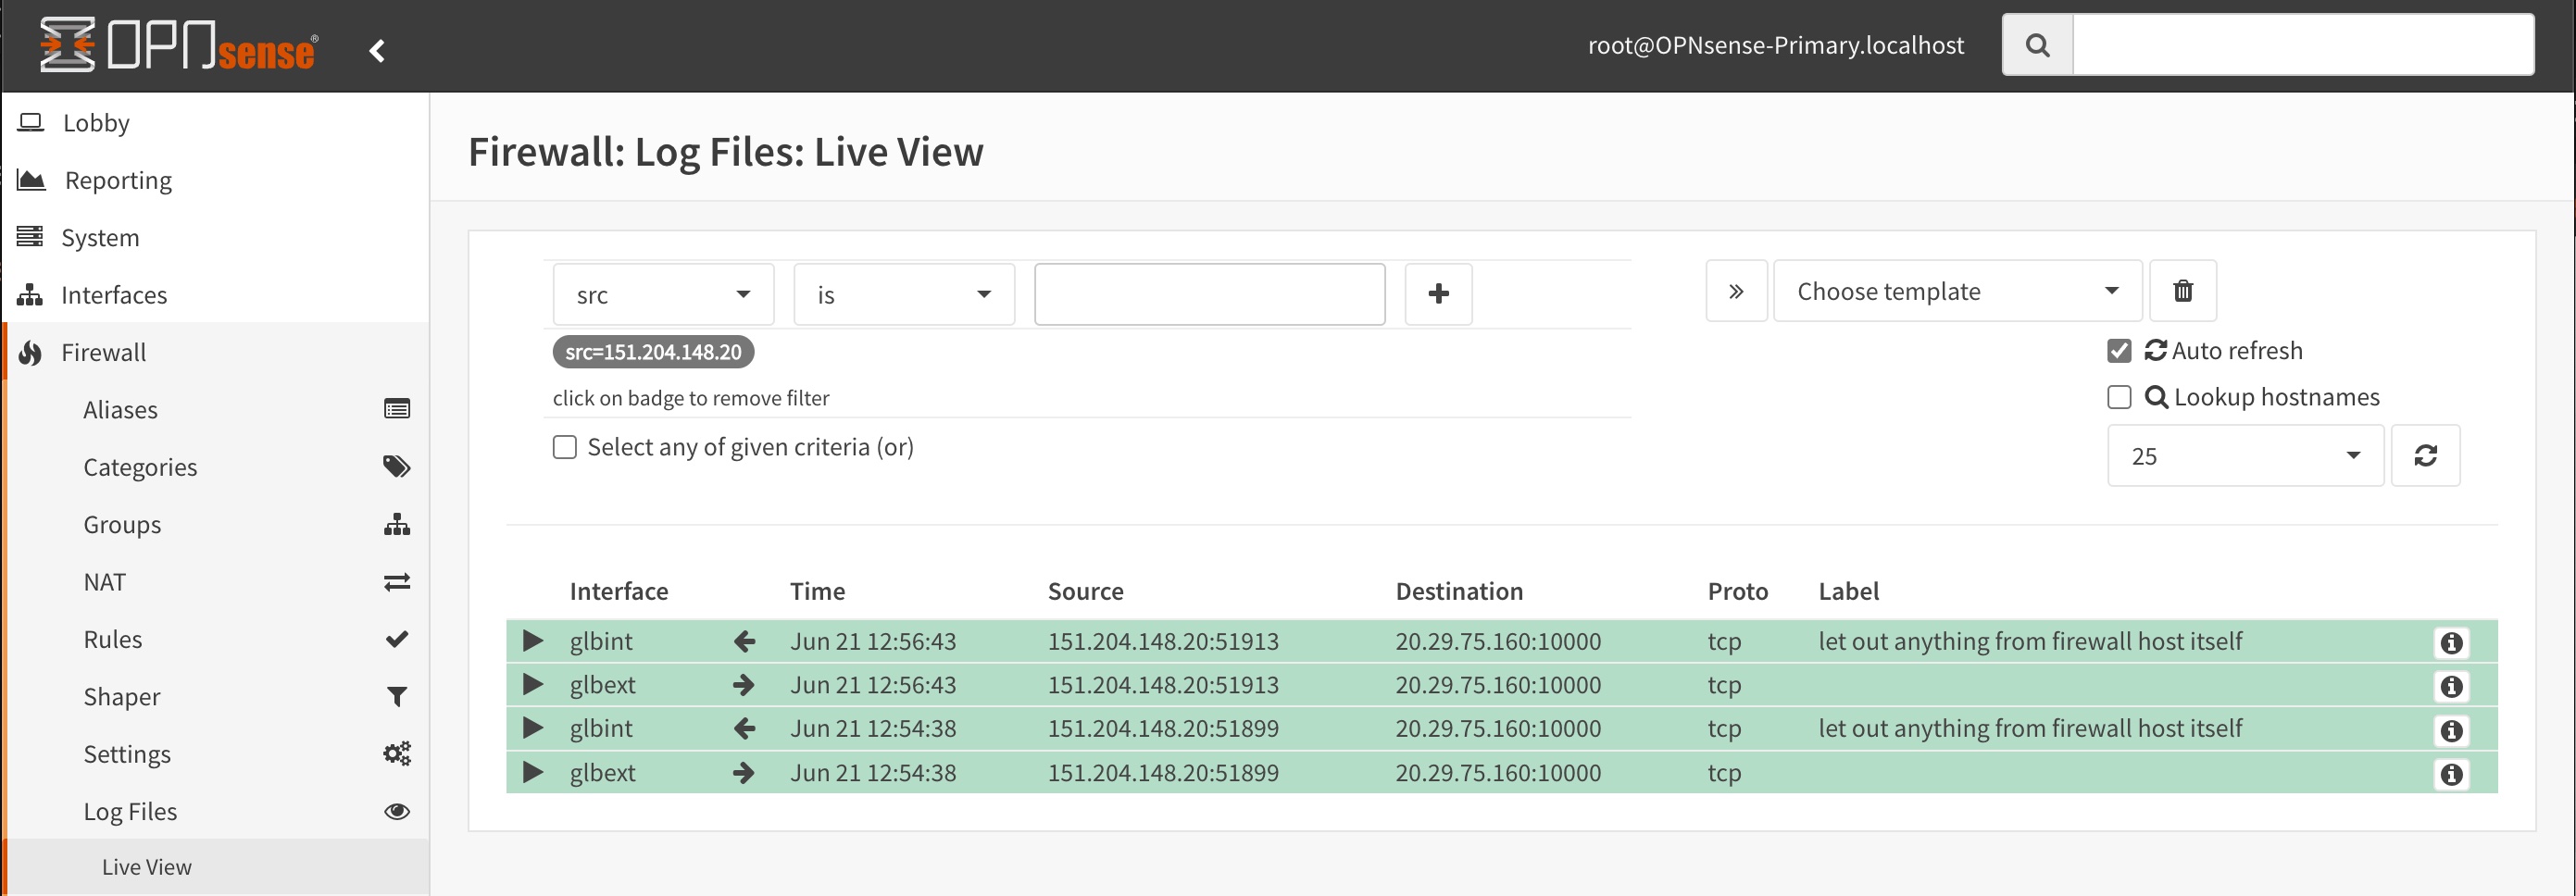 OPNsense®
root@OPNsense-Primary.localhost
Lobby
Reporting
System
Interfaces
Firewall
Aliases
Categories
Groups
NAT
Rules
Shaper
Settings
Log Files
Live View
Firewall: Log Files: Live View
src is
Choose template
src=151.204.148.20
click on badge to remove filter
Select any of given criteria (or)
Auto refresh
Lookup hostnames
25
Interface Time Source Destination Proto Label
glbint Jun 21 12:56:43 151.204.148.20:51913 20.29.75.160:10000 tcp let out anything from firewall host itself
glbext Jun 21 12:56:43 151.204.148.20:51913 20.29.75.160:10000 tcp
glbint Jun 21 12:54:38 151.204.148.20:51899 20.29.75.160:10000 tcp let out anything from firewall host itself
glbext Jun 21 12:54:38 151.204.148.20:51899 20.29.75.160:10000 tcp